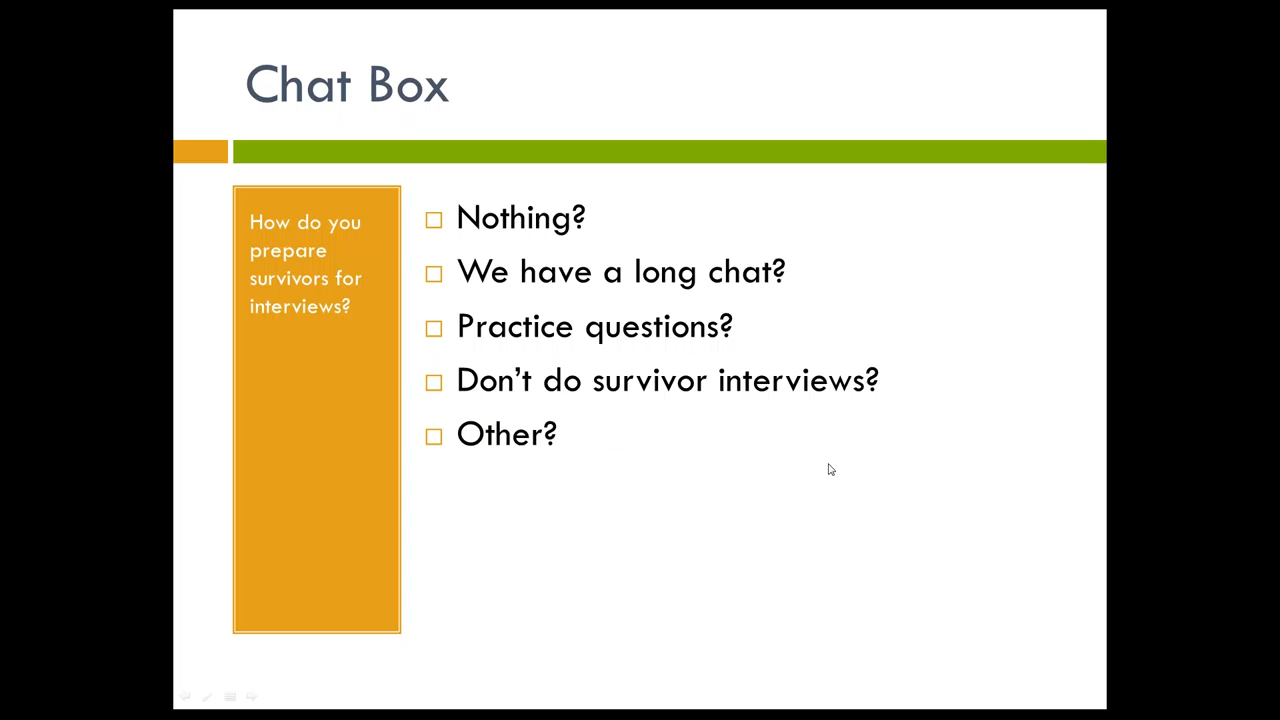 Chat Box
How do you
prepare
survivors for
interviews?
Nothing?
We have a long chat?
Practice questions?
Don't do survivor interviews?
Other?